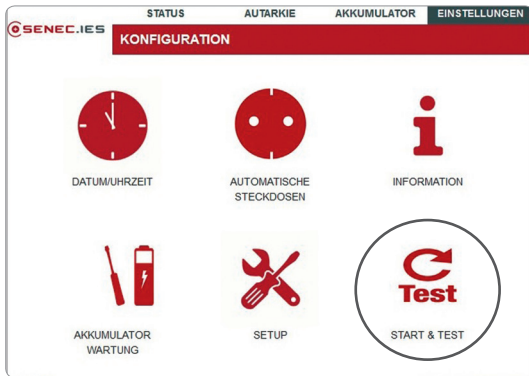 STATUS AUTARKIE AKKUMULATOR EINSTELLUNGEN
SENEC.IES
KONFIGURATION
DATUM/UHRZEIT AUTOMATISCHE STECKDOSEN INFORMATION
Test
AKKUMULATOR WARTUNG SETUP START & TEST